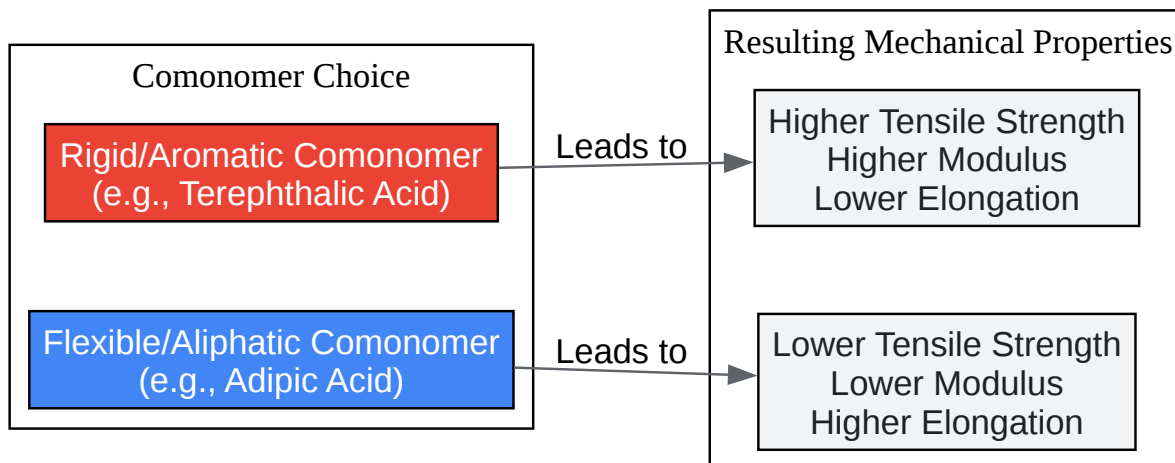 Comonomer Choice
Rigid/Aromatic Comonomer
(e.g., Terephthalic Acid)
Flexible/Aliphatic Comonomer
(e.g., Adipic Acid)
Leads to
Leads to
Resulting Mechanical Properties
Higher Tensile Strength
Higher Modulus
Lower Elongation
Lower Tensile Strength
Lower Modulus
Higher Elongation